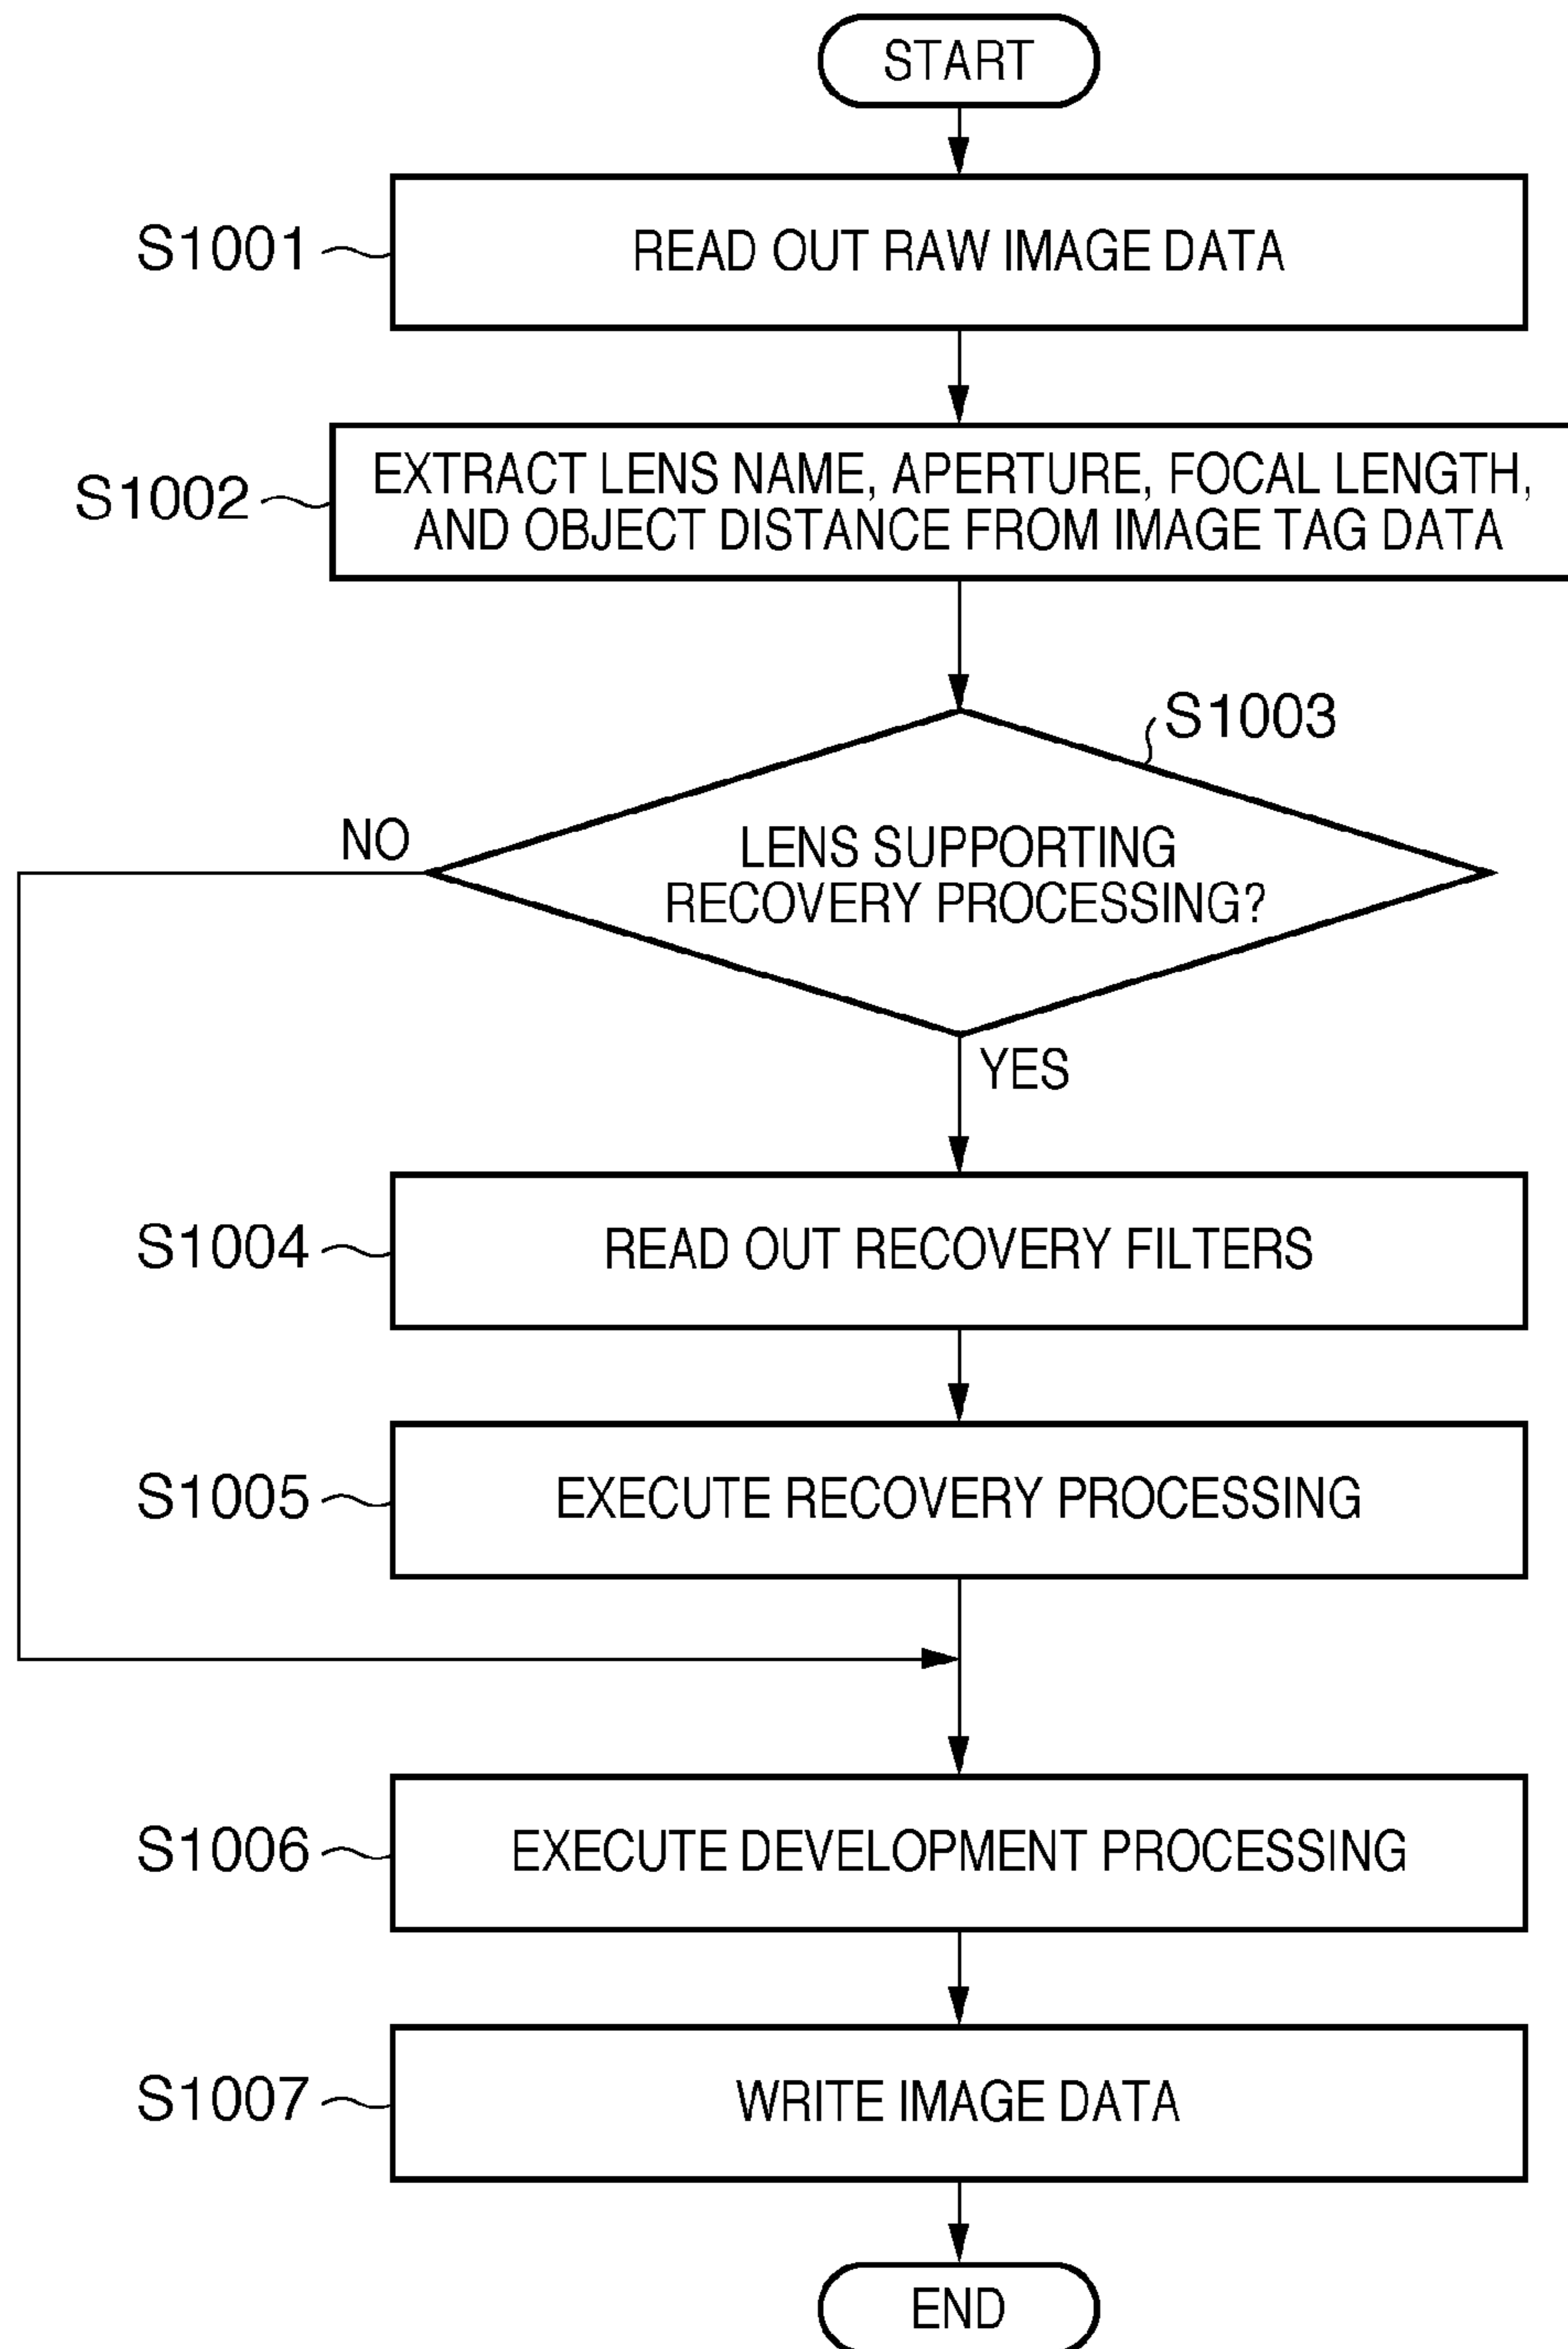 START
S1001
READ OUT RAW IMAGE DATA
S1002
EXTRACT LENS NAME, APERTURE, FOCAL LENGTH,
AND OBJECT DISTANCE FROM IMAGE TAG DATA
S1003
NO
LENS SUPPORTING
RECOVERY PROCESSING?
YES
S1004
READ OUT RECOVERY FILTERS
S1005
EXECUTE RECOVERY PROCESSING
S1006
EXECUTE DEVELOPMENT PROCESSING
S1007
WRITE IMAGE DATA
END